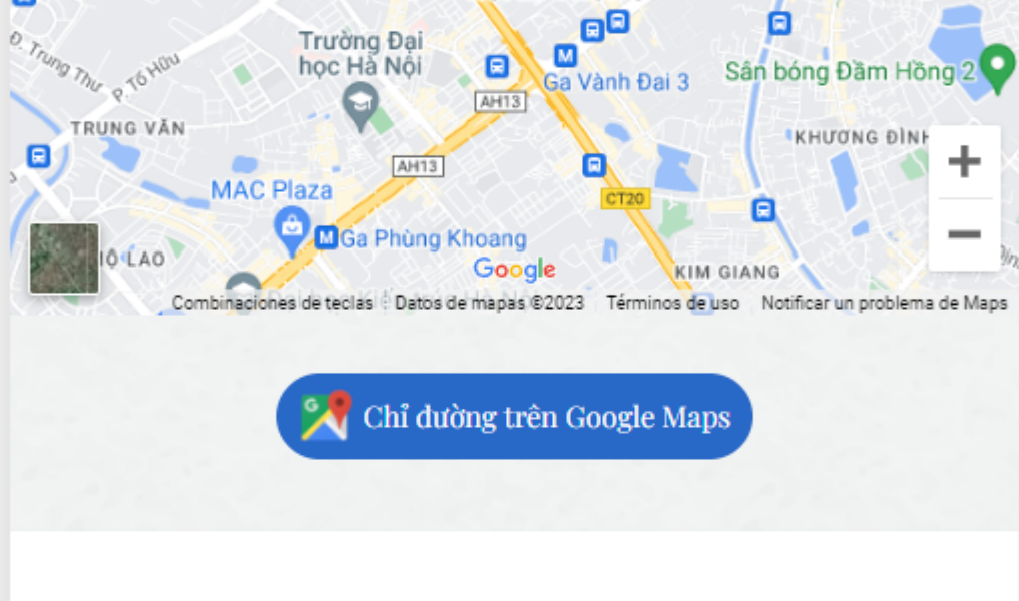 Đ. Trung Thư
P. Tố Hữu
Trường Đại
học Hà Nội
M
Ga Vành Đai 3
Sân bóng Đầm Hồng 2
AH13
TRUNG VĂN
KHƯƠNG ĐÌNH
AH13
MAC Plaza
CT20
M Ga Phùng Khoang
Google
KIM GIANG
Combinaciones de teclas
Datos de mapas ©2023
Términos de uso
Notificar un problema de Maps
G
Chỉ đường trên Google Maps